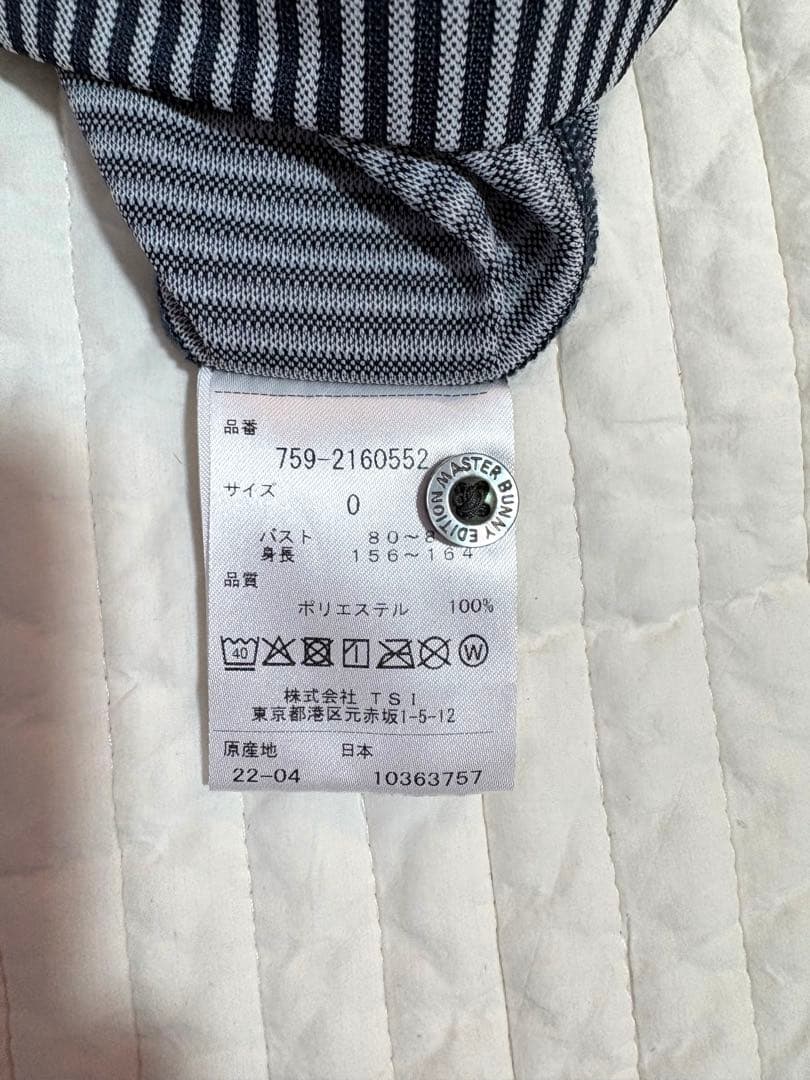 品番
759-2160552
サイズ
0
バスト 80～8
身長 156～164
品質
ポリエステル 100%
40
W
株式会社 TSI
東京都港区元赤坂1-5-12
原産地 日本
22-04 10363757
MASTER BUNNY EDITION